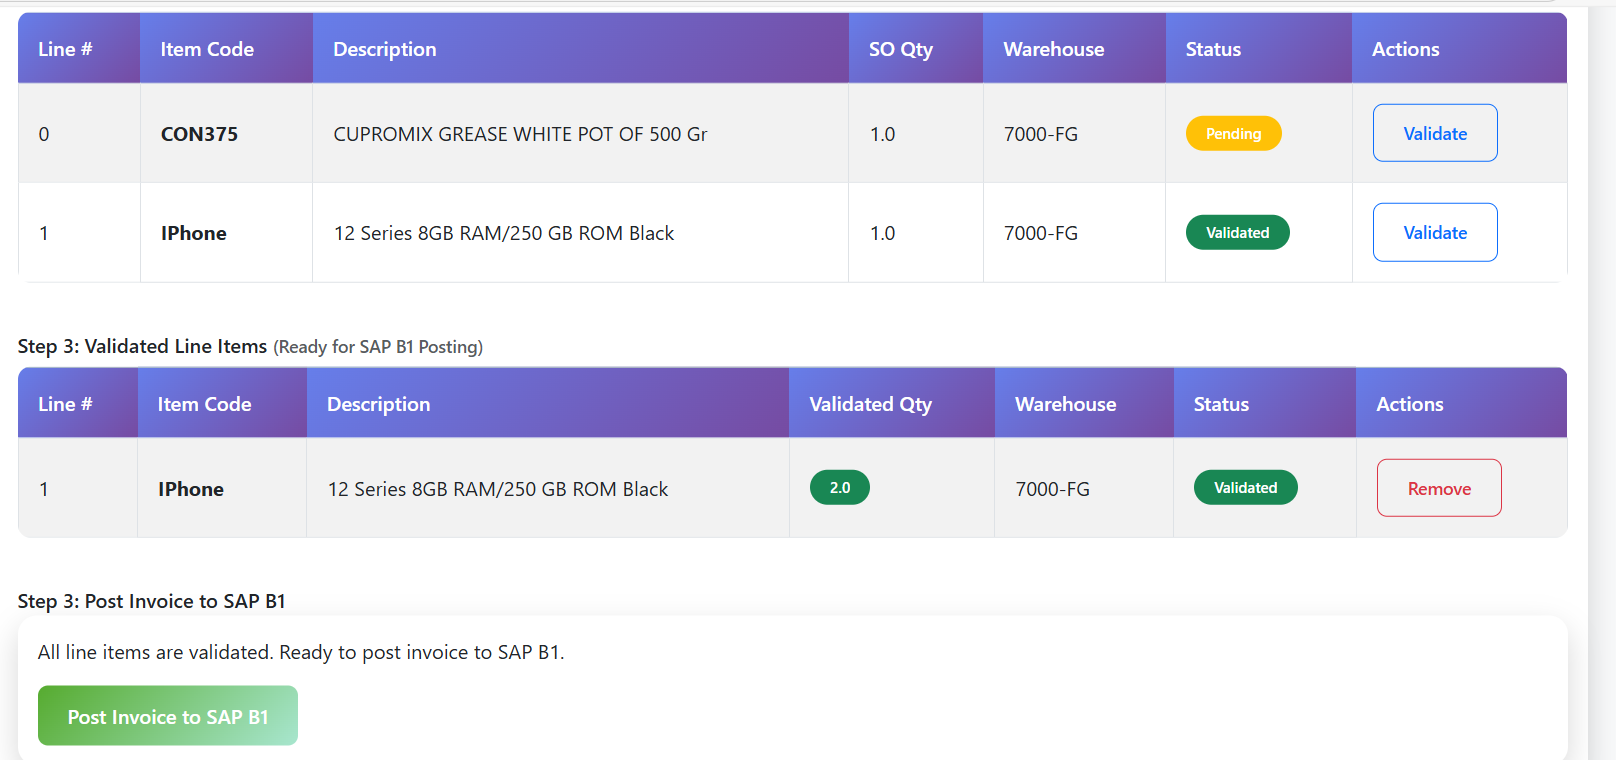 Line # Item Code Description SO Qty Warehouse Status Actions
0 CON375 CUPROMIX GREASE WHITE POT OF 500 Gr 1.0 7000-FG Pending Validate
1 IPhone 12 Series 8GB RAM/250 GB ROM Black 1.0 7000-FG Validated Validate
Step 3: Validated Line Items (Ready for SAP B1 Posting)
Line # Item Code Description Validated Qty Warehouse Status Actions
1 IPhone 12 Series 8GB RAM/250 GB ROM Black 2.0 7000-FG Validated Remove
Step 3: Post Invoice to SAP B1
All line items are validated. Ready to post invoice to SAP B1.
Post Invoice to SAP B1